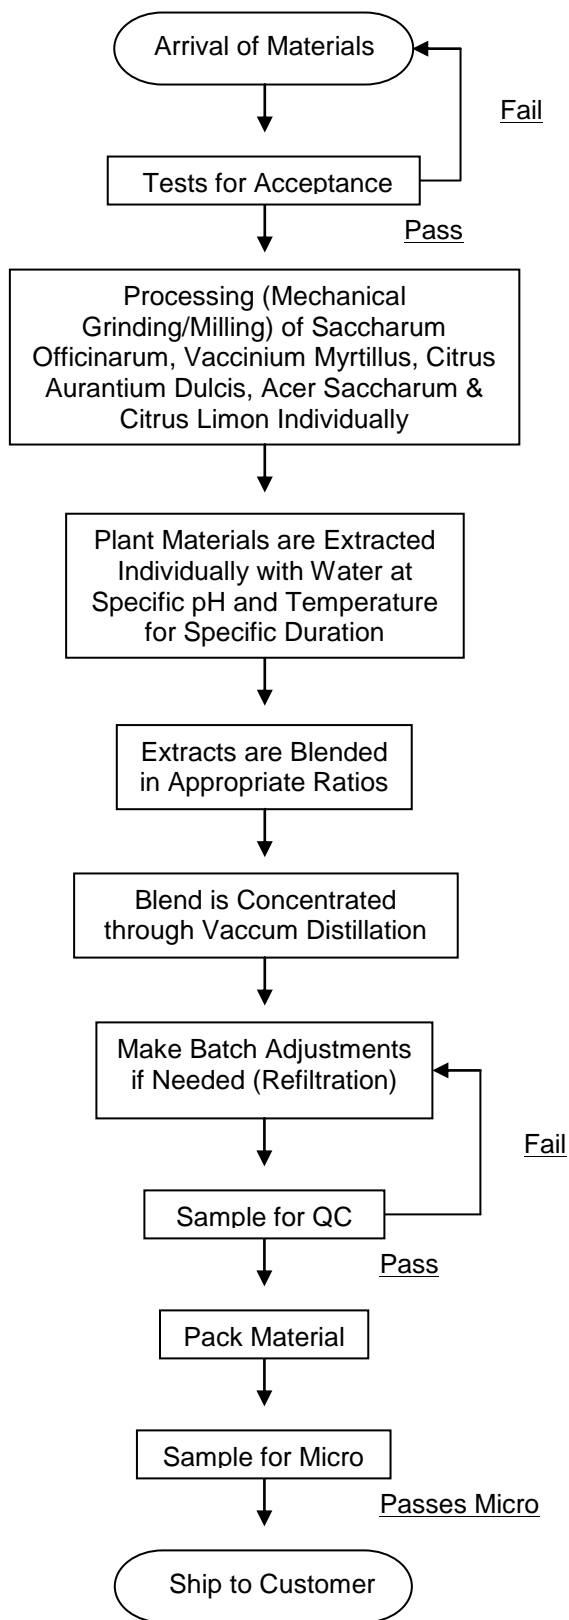 Arrival of Materials
Fail
Tests for Acceptance
Pass
Processing (Mechanical
Grinding/Milling) of Saccharum
Officinarum, Vaccinium Myrtillus, Citrus
Aurantium Dulcis, Acer Saccharum &
Citrus Limon Individually
Plant Materials are Extracted
Individually with Water at
Specific pH and Temperature
for Specific Duration
Extracts are Blended
in Appropriate Ratios
Blend is Concentrated
through Vaccum Distillation
Make Batch Adjustments
if Needed (Refiltration)
Fail
Sample for QC
Pass
Pack Material
Sample for Micro
Passes Micro
Ship to Customer